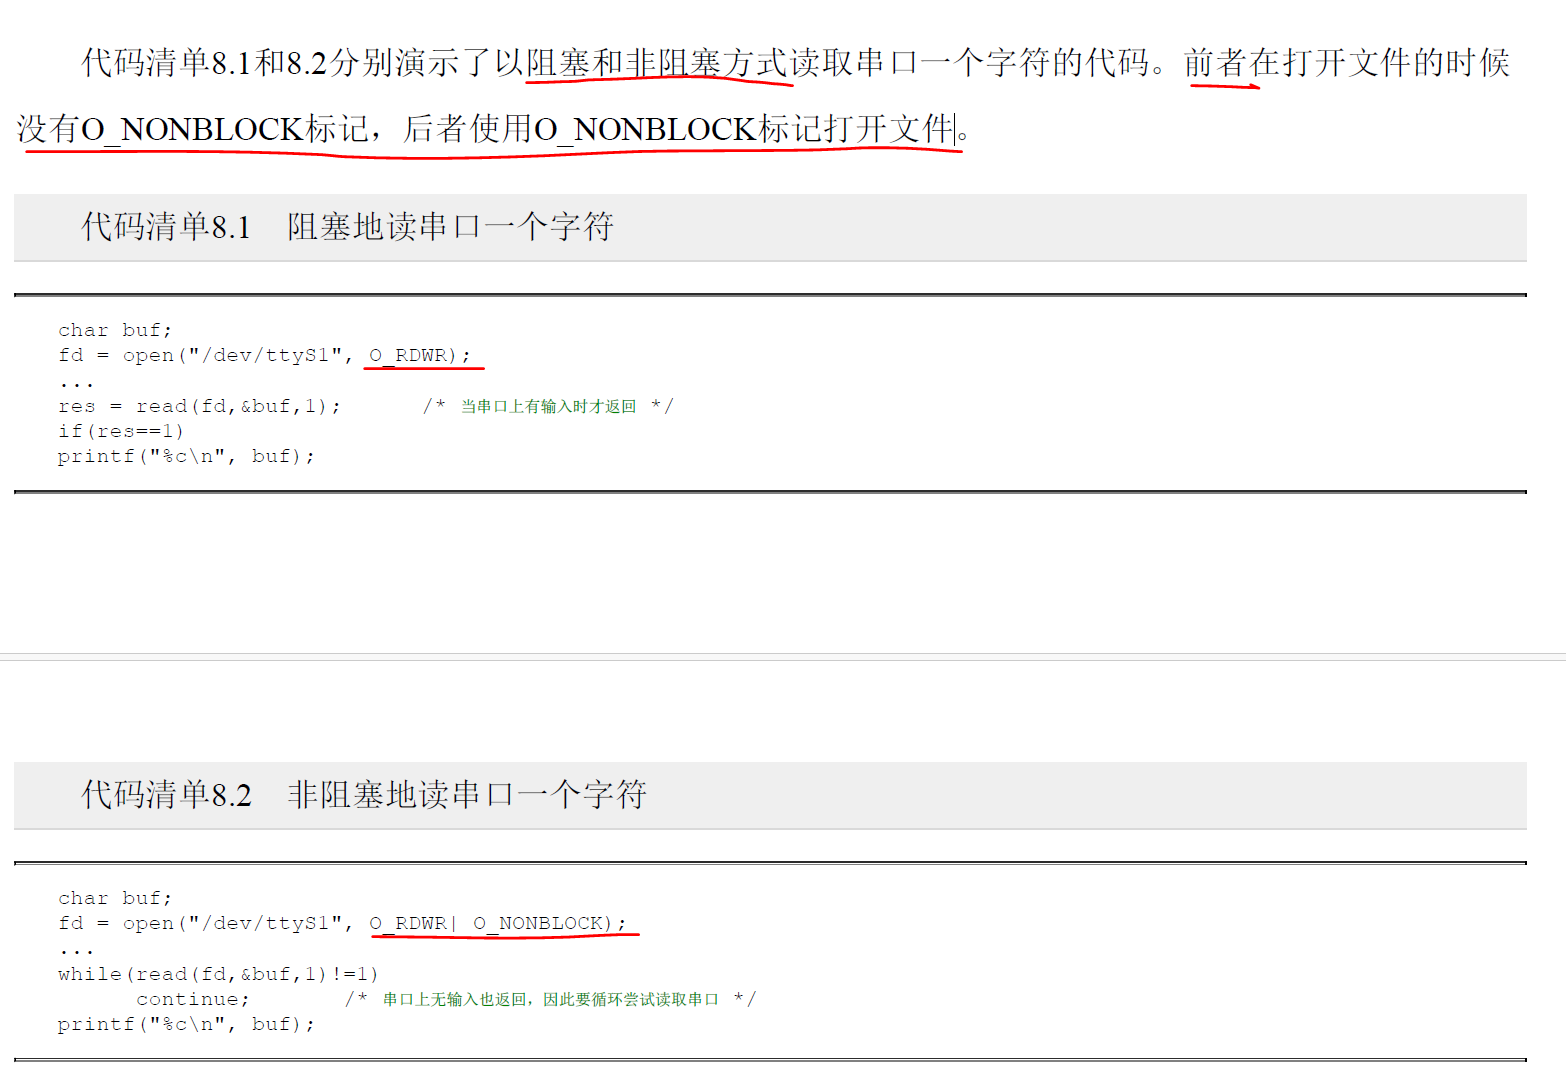 代码清单8.1和8.2分别演示了以阻塞和非阻塞方式读取串口一个字符的代码。前者在打开文件的时候
没有O_NONBLOCK标记，后者使用O_NONBLOCK标记打开文件。
代码清单8.1 阻塞地读串口一个字符
char buf;
fd = open("/dev/ttyS1", O_RDWR);
...
res = read(fd,&buf,1); /* 当串口上有输入时才返回 */
if(res==1)
printf("%c\n", buf);
代码清单8.2 非阻塞地读串口一个字符
char buf;
fd = open("/dev/ttyS1", O_RDWR| O_NONBLOCK);
...
while(read(fd,&buf,1)!=1)
continue; /* 串口上无输入也返回，因此要循环尝试读取串口 */
printf("%c\n", buf);